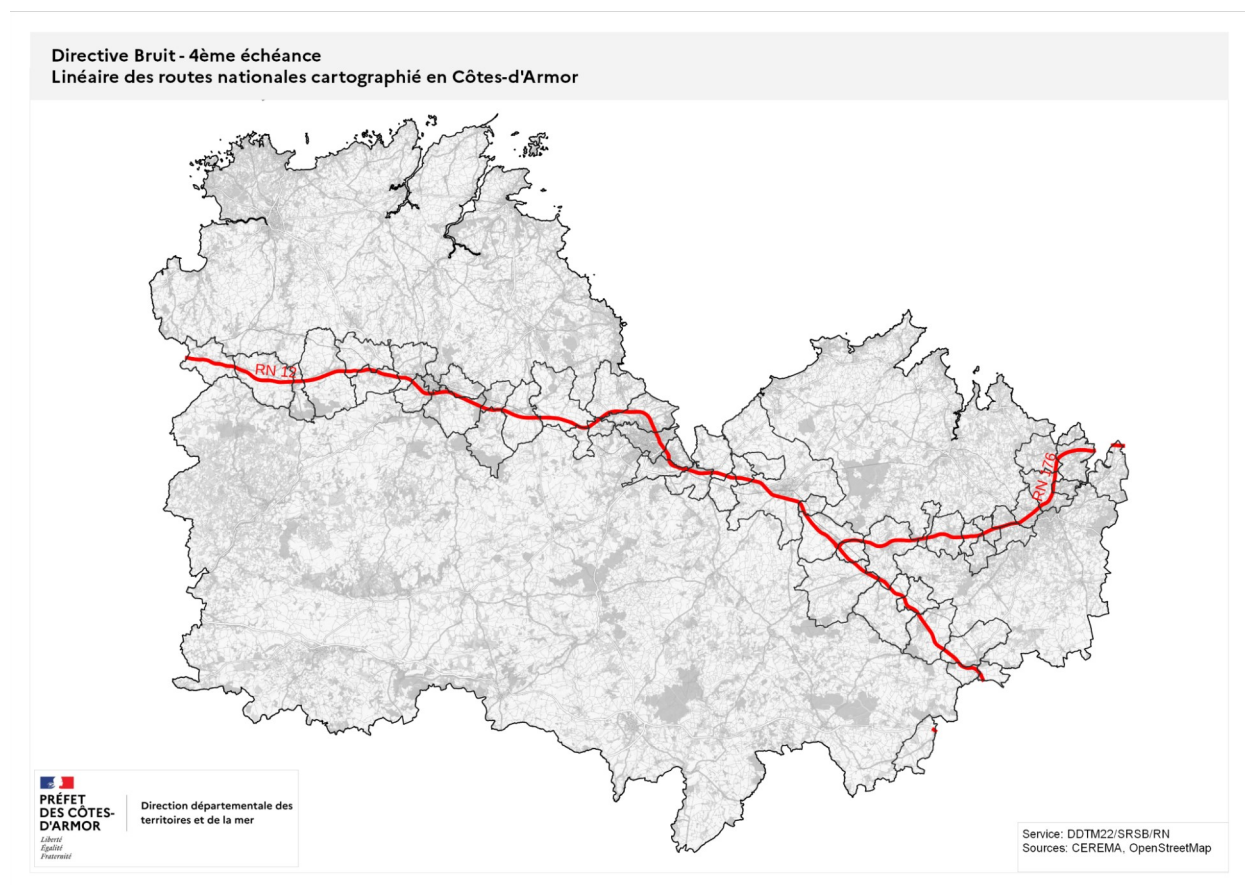 Directive Bruit - 4ème échéance
Linéaire des routes nationales cartographié en Côtes-d'Armor
RN 12
RN 176
PRÉFET
DES CÔTES-
D'ARMOR
Liberté
Égalité
Fraternité
Direction départementale des
territoires et de la mer
Service: DDTM22/SRSB/RN
Sources: CEREMA, OpenStreetMap